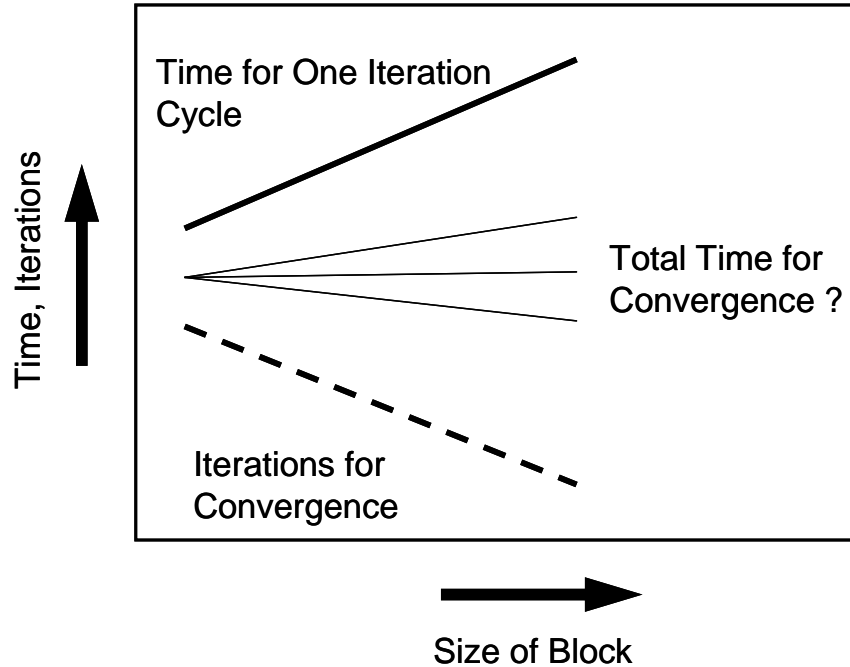 Time for One Iteration
Cycle
Time, Iterations
Total Time for
Convergence ?
Iterations for
Convergence
Size of Block